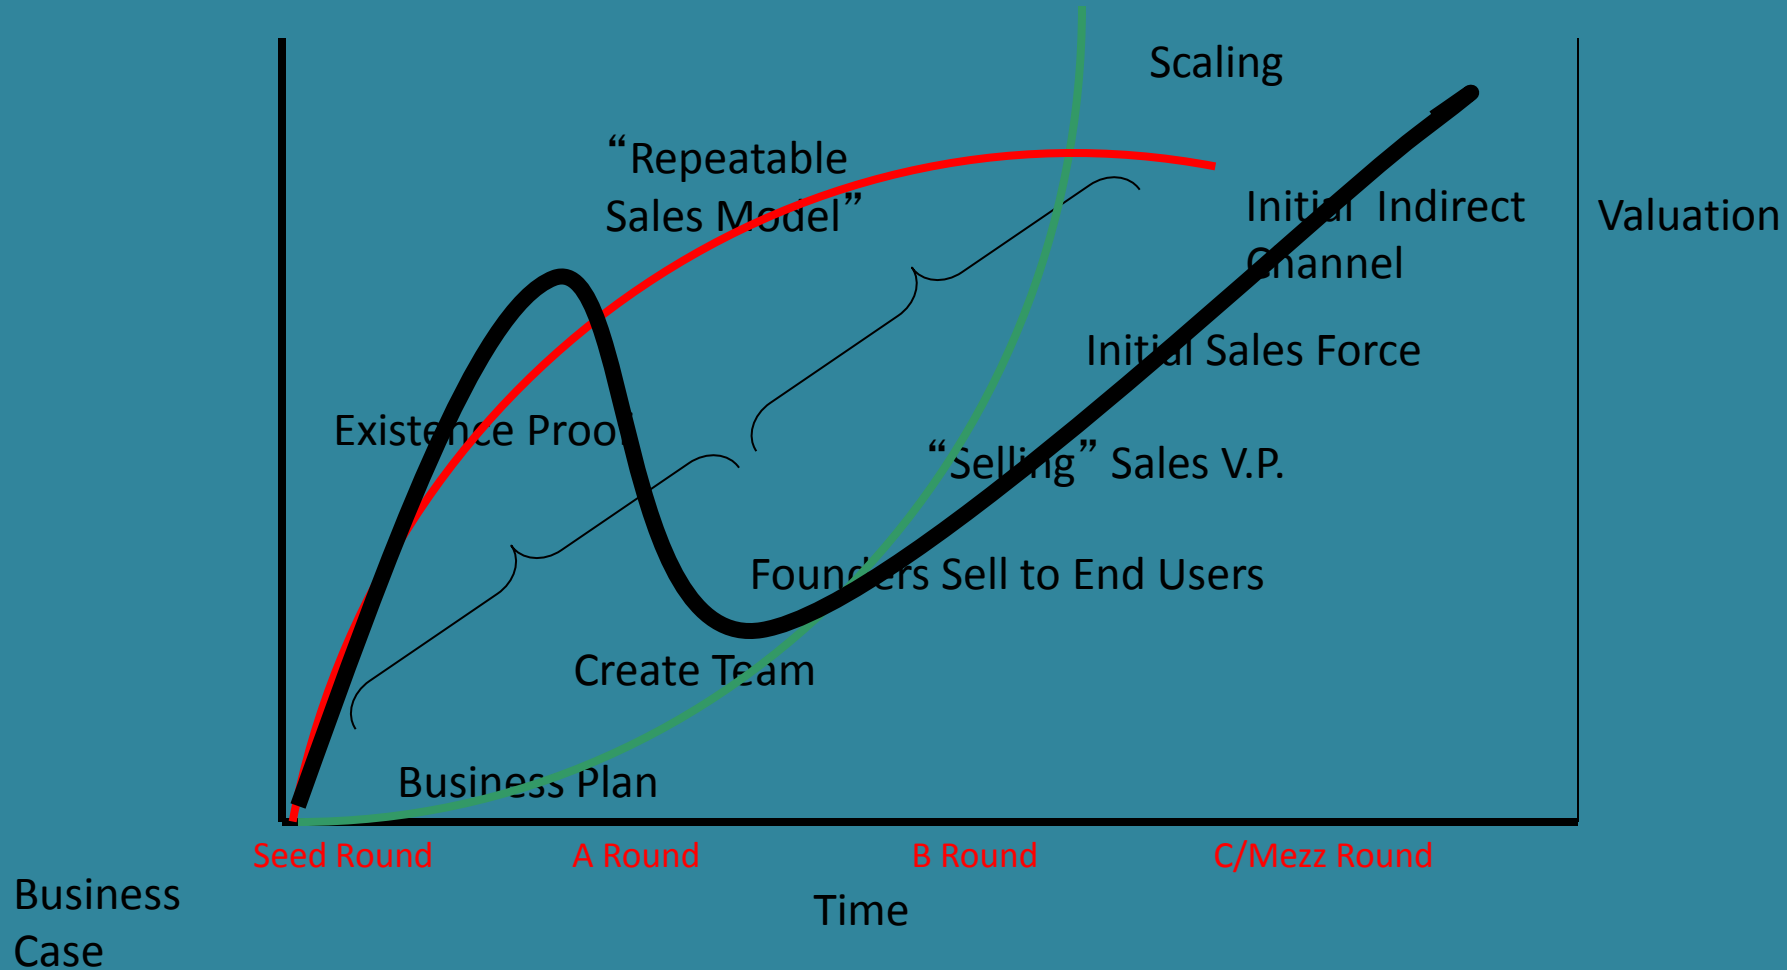 Scaling
“Repeatable
Sales Model”
Initial Indirect
Channel
Valuation
Initial Sales Force
Existence Proof
“Selling” Sales V.P.
Founders Sell to End Users
Create Team
Business Plan
Seed Round
A Round
B Round
C/Mezz Round
Business
Case
Time